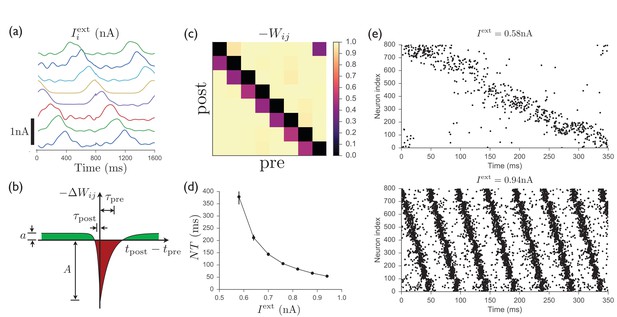 (a)
I_i^ext (nA)
1nA
0 400 800 1200 1600
Time (ms)
(b)
−ΔW_ij
τ_pre
τ_post
a
t_post − t_pre
A
(c)
−W_ij
post
pre
1.0
0.9
0.8
0.7
0.6
0.5
0.4
0.3
0.2
0.1
0.0
(d)
NT (ms)
400
350
300
250
200
150
100
50
0
0.5 0.6 0.7 0.8 0.9 1.0
I^ext (nA)
(e)
I^ext = 0.58nA
Neuron index
800
700
600
500
400
300
200
100
0
0 50 100 150 200 250 300 350
Time (ms)
I^ext = 0.94nA
Neuron index
800
700
600
500
400
300
200
100
0
0 50 100 150 200 250 300 350
Time (ms)